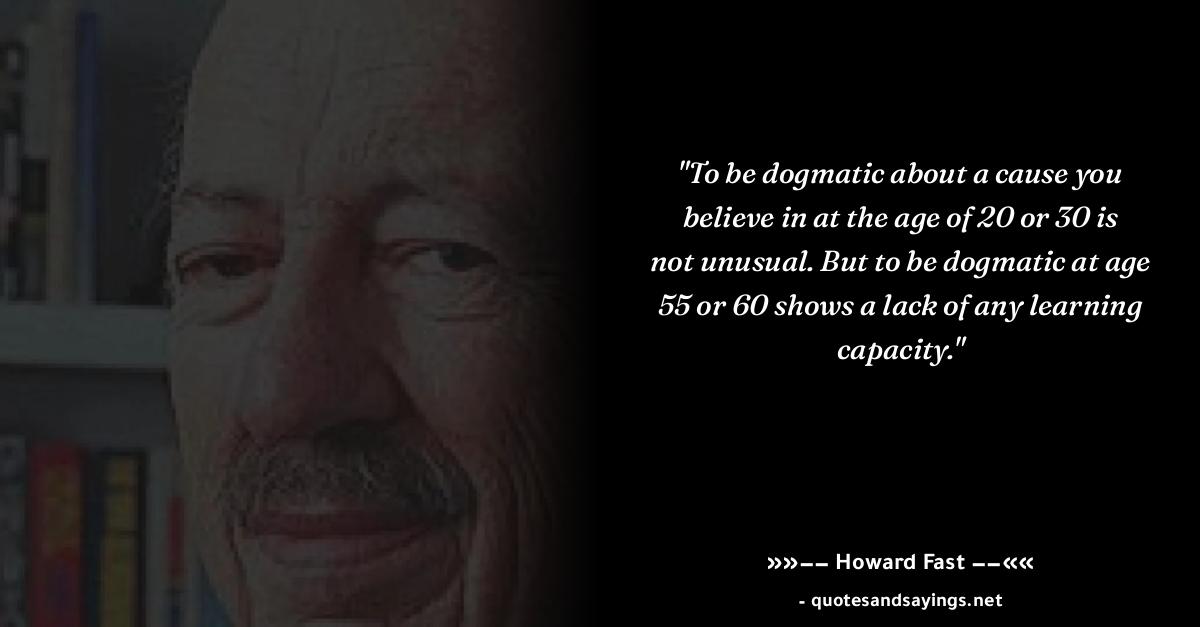 "To be dogmatic about a cause you
believe in at the age of 20 or 30 is
not unusual. But to be dogmatic at age
55 or 60 shows a lack of any learning
capacity."
»»−− Howard Fast −−««
- quotesandsayings.net